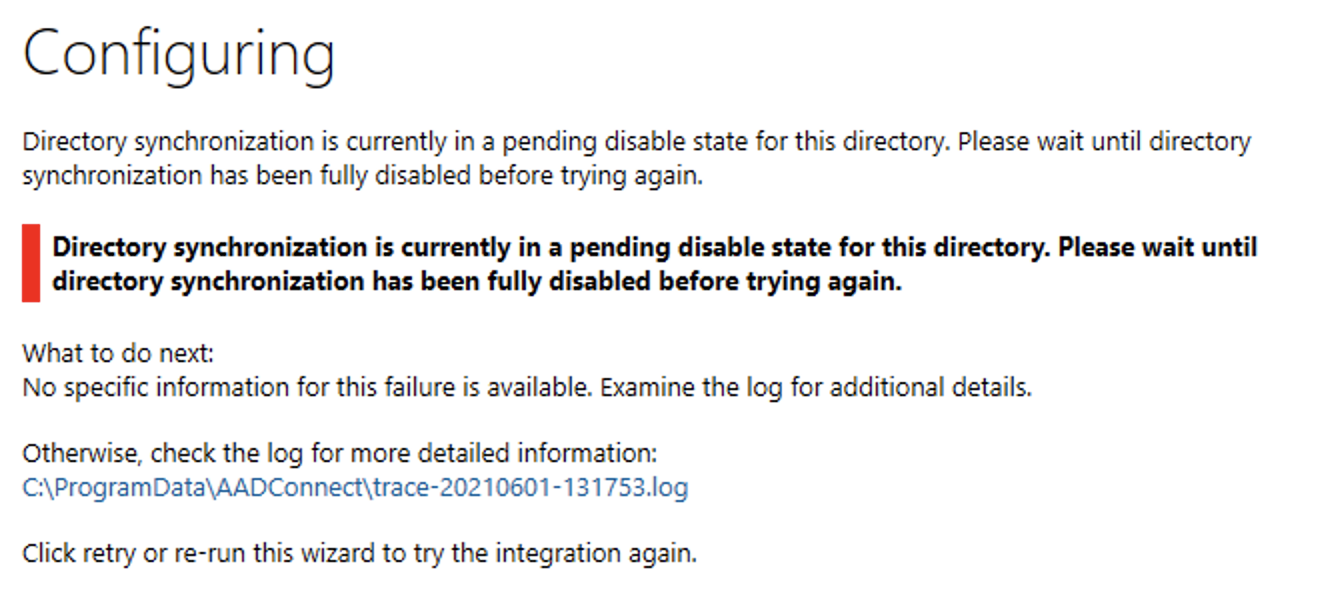 Configuring
Directory synchronization is currently in a pending disable state for this directory. Please wait until directory
synchronization has been fully disabled before trying again.
Directory synchronization is currently in a pending disable state for this directory. Please wait until
directory synchronization has been fully disabled before trying again.
What to do next:
No specific information for this failure is available. Examine the log for additional details.
Otherwise, check the log for more detailed information:
C:\ProgramData\AADConnect\trace-20210601-131753.log
Click retry or re-run this wizard to try the integration again.